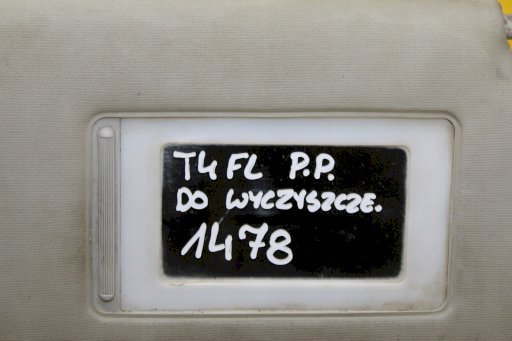 T4 FL P.P.
DO WYCZYSZCZE.
1478